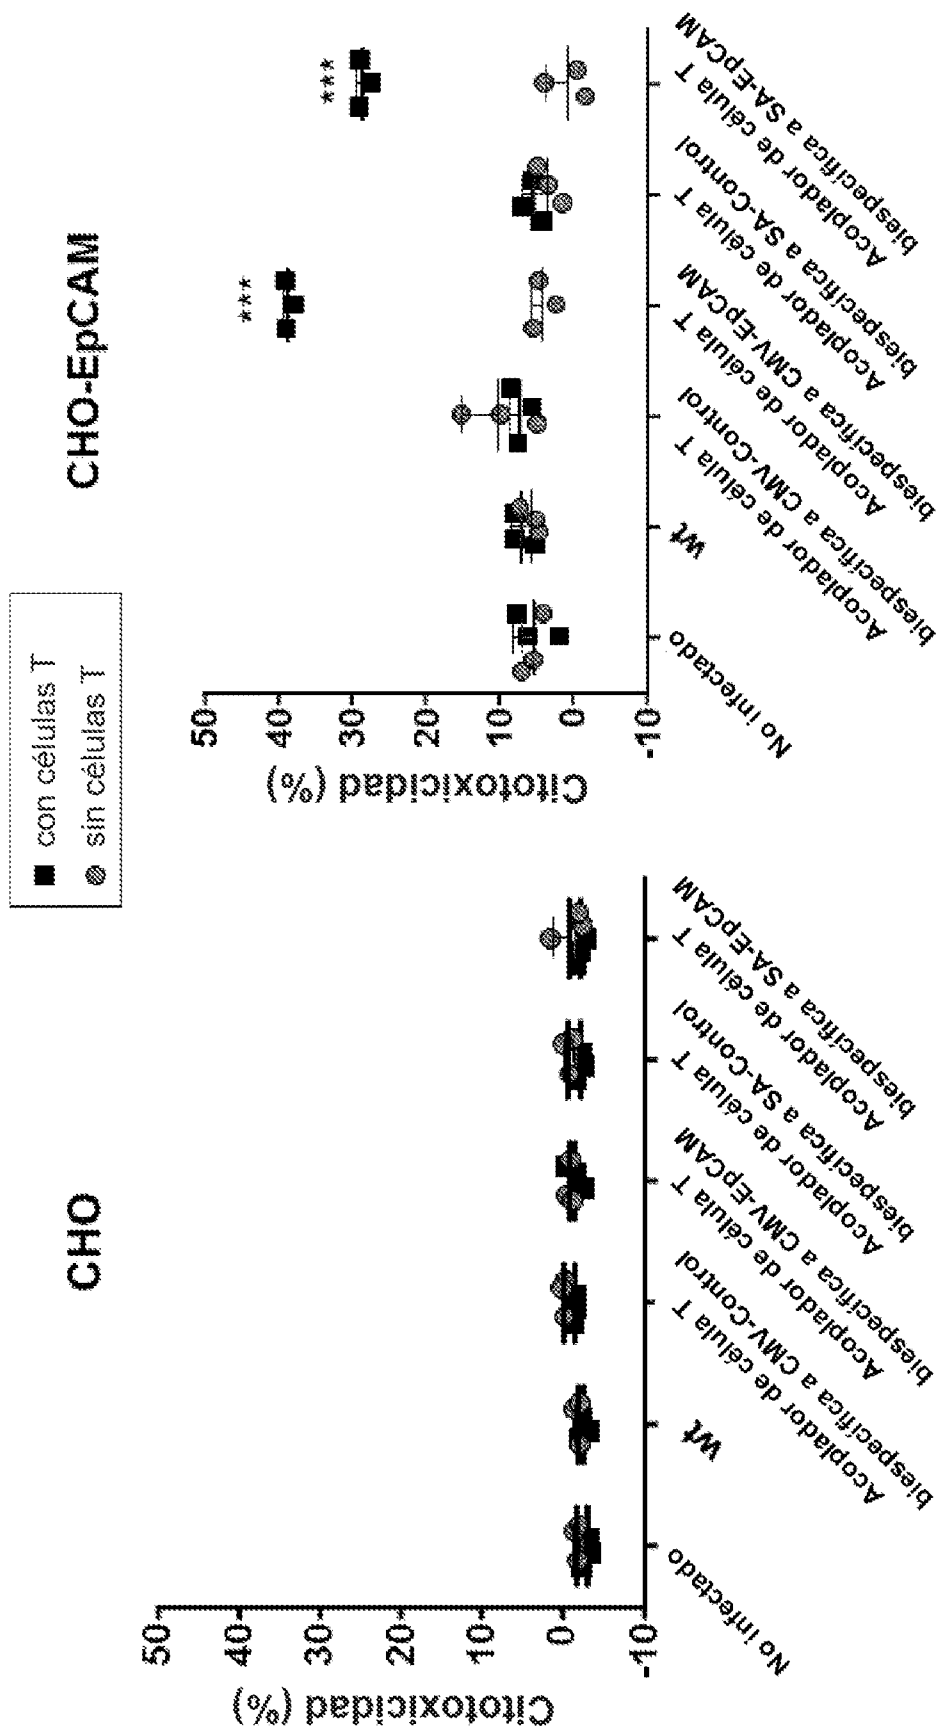 con células T
sin células T
CHO
Citotoxicidad (%)
50
40
30
20
10
0
-10
No infectado
wt
Acoplador de célula T
biespecífica a CMV-Control
Acoplador de célula T
biespecífica a CMV-EpCAM
Acoplador de célula T
biespecífica a SA-Control
Acoplador de célula T
biespecífica a SA-EpCAM
CHO-EpCAM
Citotoxicidad (%)
50
40
30
20
10
0
-10
***
***
No infectado
wt
Acoplador de célula T
biespecífica a CMV-Control
Acoplador de célula T
biespecífica a CMV-EpCAM
Acoplador de célula T
biespecífica a SA-Control
Acoplador de célula T
biespecífica a SA-EpCAM